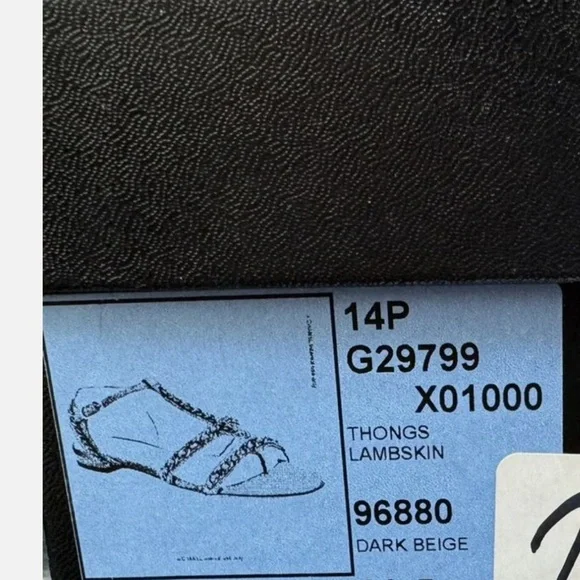 14P
G29799
X01000
THONGS
LAMBSKIN
96880
DARK BEIGE